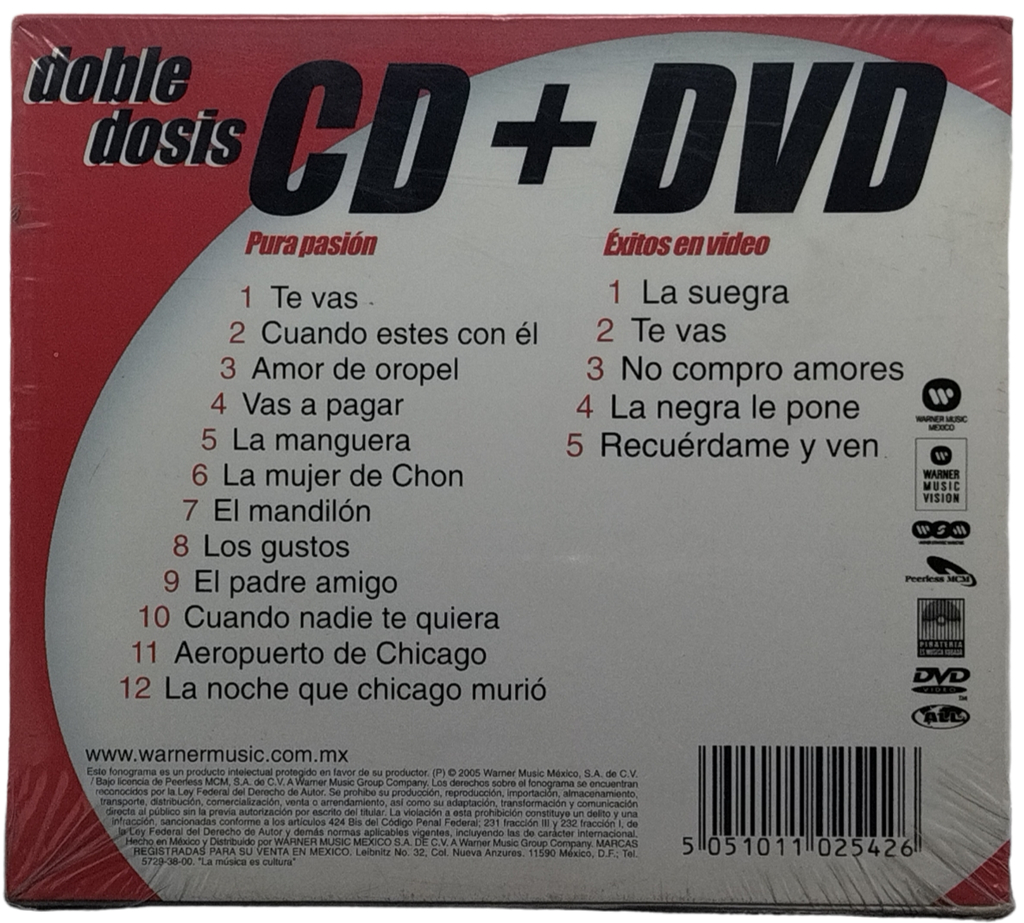 doble
dosis
CD + DVD
Pura pasión
1 Te vas
2 Cuando estes con él
3 Amor de oropel
4 Vas a pagar
5 La manguera
6 La mujer de Chon
7 El mandilón
8 Los gustos
9 El padre amigo
10 Cuando nadie te quiera
11 Aeropuerto de Chicago
12 La noche que chicago murió
Éxitos en video
1 La suegra
2 Te vas
3 No compro amores
4 La negra le pone
5 Recuérdame y ven
WARNER MUSIC
MEXICO
WARNER
MUSIC
VISION
Peerless MCM
PIRATERIA
ES MUSICA ROBADA
DVD
VIDEO
ALL
www.warnermusic.com.mx
Este fonograma es un producto intelectual protegido en favor de su productor. (P) © 2005 Warner Music México, S.A. de C.V.
/ Bajo licencia de Peerless MCM, S.A. de C.V. A Warner Music Group Company. Los derechos sobre el fonograma se encuentran
reconocidos por la Ley Federal del Derecho de Autor. Se prohíbe su producción, reproducción, importación, almacenamiento,
transporte, distribución, comercialización, venta o arrendamiento, así como su adaptación, transformación y comunicación
directa al público sin la previa autorización por escrito del titular. La violación a esta prohibición constituye un delito y una
infracción, sancionadas conforme a los artículos 424 Bis del Código Penal Federal; 231 fracción III y 232 fracción I, de
la Ley Federal del Derecho de Autor y demás normas aplicables vigentes, incluyendo las de carácter internacional.
Hecho en México y Distribuido por WARNER MUSIC MEXICO S.A. DE C.V. A Warner Music Group Company. MARCAS
REGISTRADAS PARA SU VENTA EN MEXICO. Leibnitz No. 32, Col. Nueva Anzures. 11590 México, D.F.; Tel.
5729-38-00. "La música es cultura"
5 051011 025426